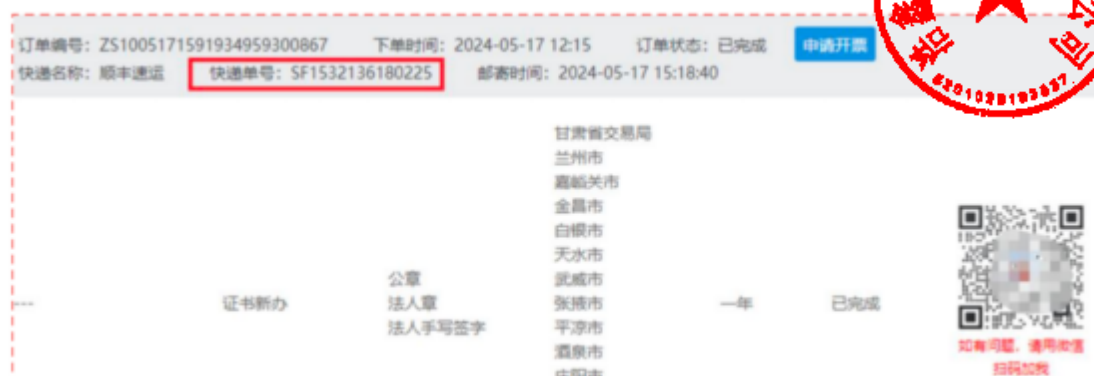 订单编号：ZS1005171591934959300867 下单时间：2024-05-17 12:15 订单状态：已完成 申请开票
快递名称：顺丰速运 快递单号：SF1532136180225 邮寄时间：2024-05-17 15:18:40
甘肃省交易局
兰州市
嘉峪关市
金昌市
白银市
天水市
武威市
张掖市
平凉市
酒泉市
庆阳市
---
证书新办
公章
法人章
法人手写签字
一年
已完成
如有问题，请用微信
扫码加我